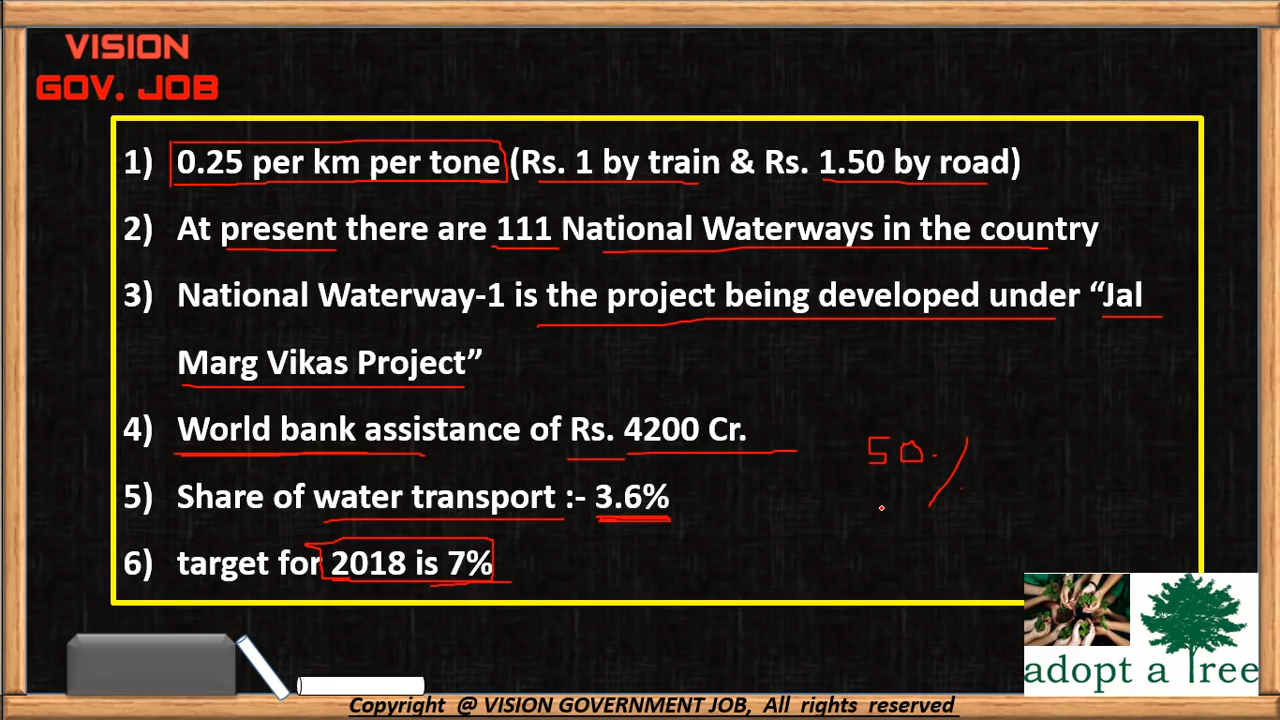 VISION
GOV. JOB
1) 0.25 per km per tone (Rs. 1 by train & Rs. 1.50 by road)
2) At present there are 111 National Waterways in the country
3) National Waterway-1 is the project being developed under “Jal
Marg Vikas Project”
4) World bank assistance of Rs. 4200 Cr.
50%
5) Share of water transport :- 3.6%
6) target for 2018 is 7%
adopt a Tree
Copyright @ VISION GOVERNMENT JOB, All rights reserved